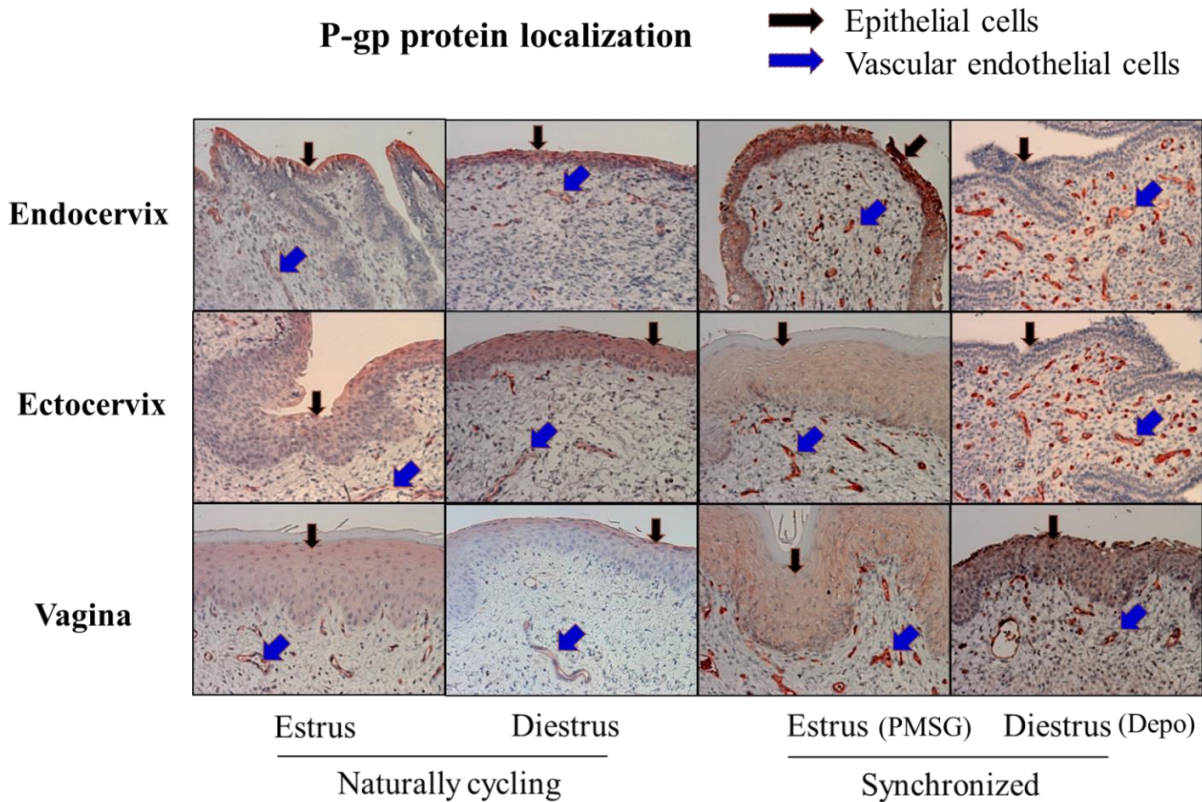 P-gp protein localization
Epithelial cells
Vascular endothelial cells
Endocervix
Ectocervix
Vagina
Estrus
Diestrus
Estrus (PMSG)
Diestrus (Depo)
Naturally cycling
Synchronized